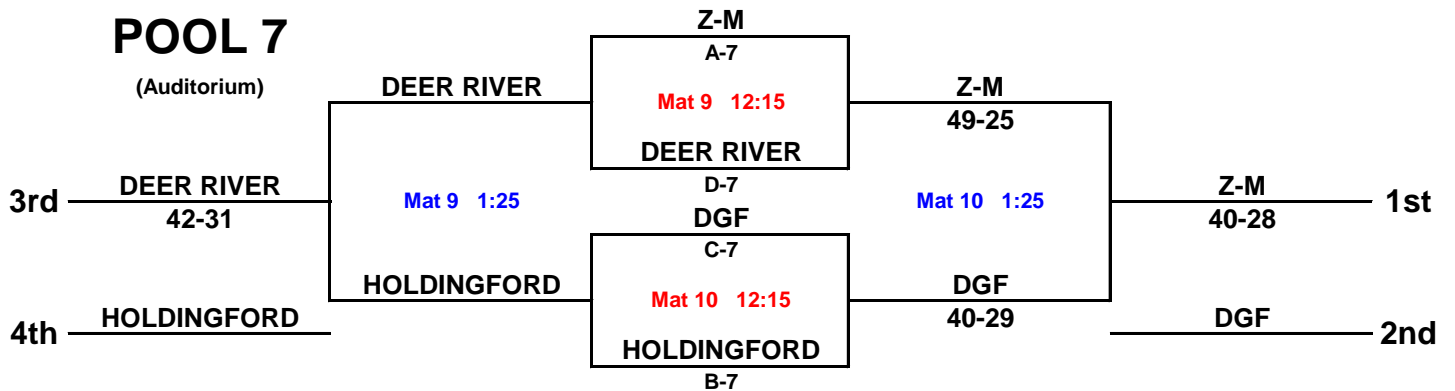 POOL 7
(Auditorium)
Z-M
A-7
DEER RIVER
Mat 9 12:15
Z-M
49-25
DEER RIVER
D-7
3rd
DEER RIVER
42-31
Mat 9 1:25
Mat 10 1:25
Z-M
40-28
1st
DGF
C-7
HOLDINGFORD
Mat 10 12:15
DGF
40-29
4th
HOLDINGFORD
HOLDINGFORD
B-7
DGF
2nd